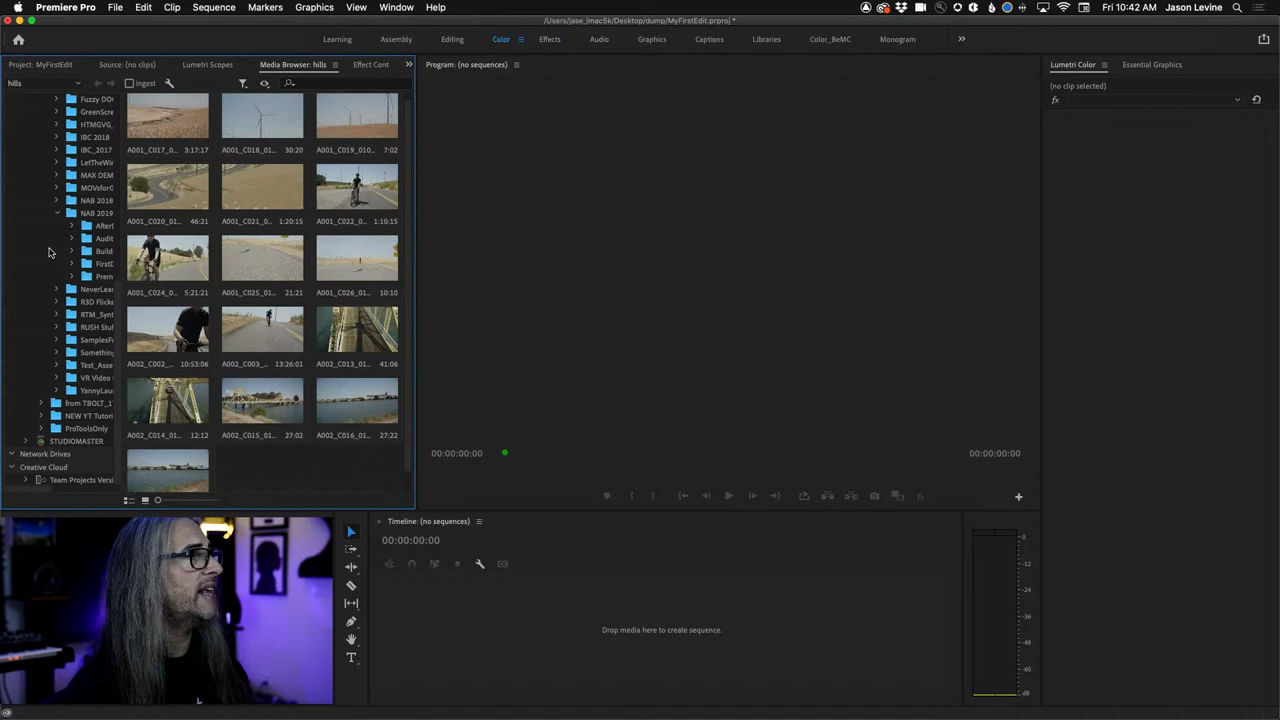 Premiere Pro File Edit Clip Sequence Markers Graphics View Window Help Fri 10:42 AM Jason Levine
/Users/jase_imac5k/Desktop/dump/MyFirstEdit.prproj *
Learning Assembly Editing Color Effects Audio Graphics Captions Libraries Color_BeMC Monogram
Project: MyFirstEdit Source: (no clips) Lumetri Scopes Media Browser: hills Effect Cont
Program: (no sequences)
Lumetri Color Essential Graphics
hills Ingest
(no clip selected)
fx
Fuzzy DO
GreenScre
HTMGVG_
IBC 2018
IBC_2017
LetTheWi
MAX DEM
MOVsforG
NAB 2018
NAB 2019
After
Audit
Build
First
Prem
NeverLea
R3D Flicke
RTM_Syn
RUSH Stu
SamplesF
Something
Test_Asse
VR Video
YannyLau
from TBOLT_1
NEW YT Tutori
ProToolsOnly
STUDIOMASTER
Network Drives
Creative Cloud
Team Projects Versi
A001_C017_0... 3:17:17 A001_C018_01... 30:20 A001_C019_010... 7:02
A001_C020_01... 46:21 A001_C021_0... 1:20:15 A001_C022_0... 1:10:15
A001_C024_0... 5:21:21 A001_C025_01... 21:21 A001_C026_01... 10:10
A002_C002_... 10:53:06 A002_C003_... 13:26:01 A002_C013_01... 41:06
A002_C014_01... 12:12 A002_C015_01... 27:02 A002_C016_01... 27:02
00:00:00:00 00:00:00:00
Timeline: (no sequences)
00:00:00:00
Drop media here to create sequence.
0
-12
-24
-36
-48
-60
dB